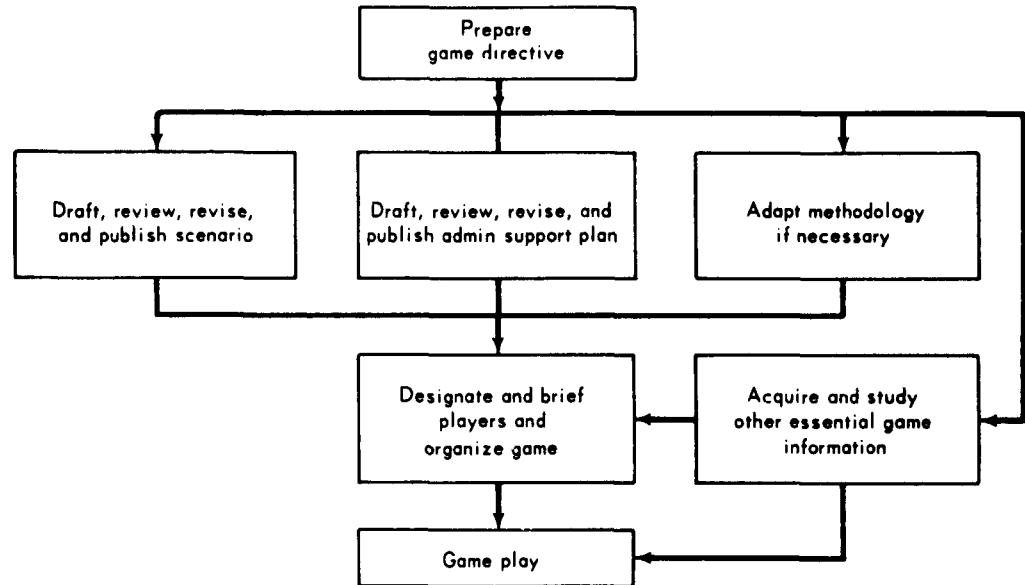 Prepare
game directive
Draft, review, revise,
and publish scenario
Draft, review, revise, and
publish admin support plan
Adapt methodology
if necessary
Designate and brief
players and
organize game
Acquire and study
other essential game
information
Game play